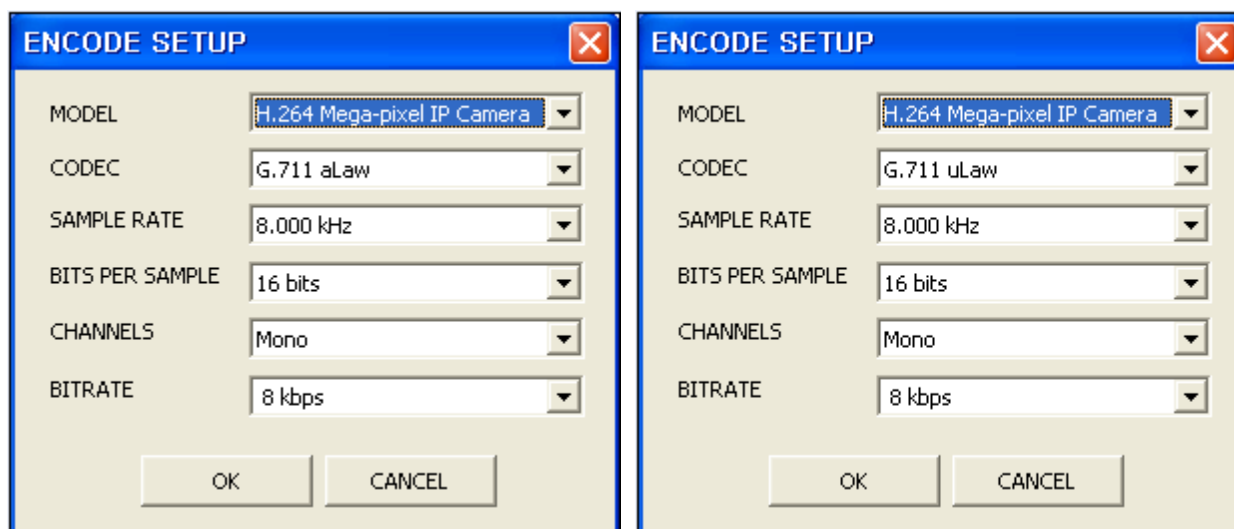 ENCODE SETUP
MODEL H.264 Mega-pixel IP Camera
CODEC G.711 aLaw
SAMPLE RATE 8.000 kHz
BITS PER SAMPLE 16 bits
CHANNELS Mono
BITRATE 8 kbps
OK CANCEL
ENCODE SETUP
MODEL H.264 Mega-pixel IP Camera
CODEC G.711 uLaw
SAMPLE RATE 8.000 kHz
BITS PER SAMPLE 16 bits
CHANNELS Mono
BITRATE 8 kbps
OK CANCEL